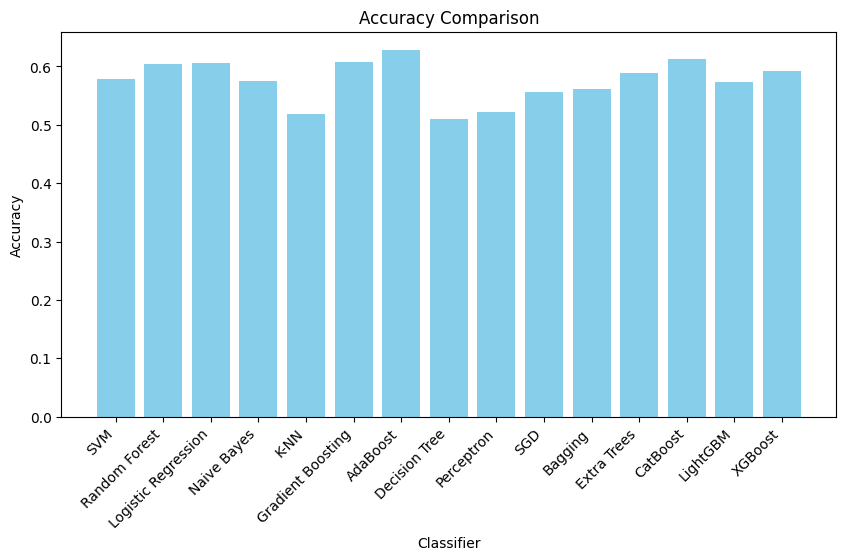 Accuracy Comparison
Accuracy
0.6
0.5
0.4
0.3
0.2
0.1
0.0
SVM
Random Forest
Logistic Regression
Naive Bayes
K-NN
Gradient Boosting
AdaBoost
Decision Tree
Perceptron
SGD
Bagging
Extra Trees
CatBoost
LightGBM
XGBoost
Classifier